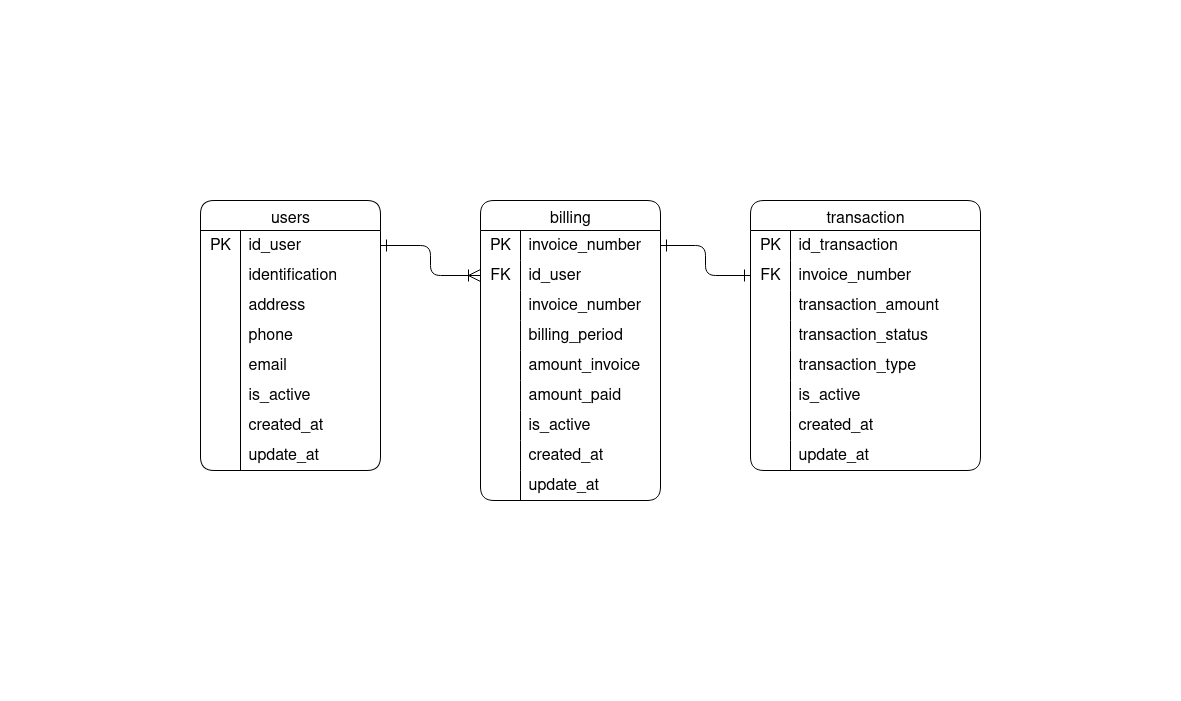 users
PK id_user
identification
address
phone
email
is_active
created_at
update_at
billing
PK invoice_number
FK id_user
invoice_number
billing_period
amount_invoice
amount_paid
is_active
created_at
update_at
transaction
PK id_transaction
FK invoice_number
transaction_amount
transaction_status
transaction_type
is_active
created_at
update_at